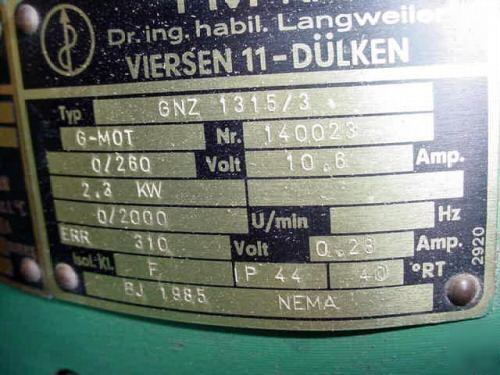 Dr. ing. habil. Langweiler
VIERSEN 11-DÜLKEN
Typ GNZ 1315/3
G-MOT Nr. 140023
0/260 Volt 10.6 Amp.
2.3 KW
0/2000 U/min Hz
ERR 310 Volt 0.28 Amp.
Isol-Kl. F IP 44 40 °RT
BJ 1985 NEMA
2920